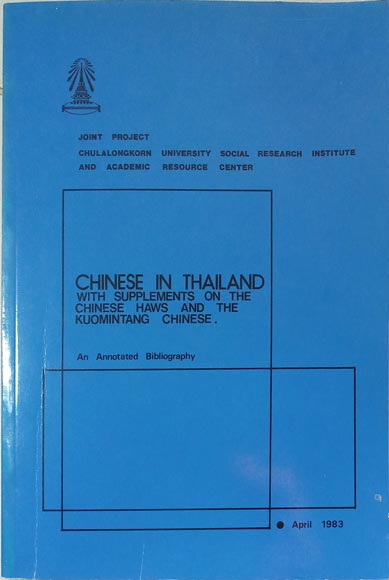 JOINT PROJECT
CHULALONGKORN UNIVERSITY SOCIAL RESEARCH INSTITUTE
AND ACADEMIC RESOURCE CENTER
CHINESE IN THAILAND
WITH SUPPLEMENTS ON THE
CHINESE HAWS AND THE
KUOMINTANG CHINESE.
An Annotated Bibliography
● April 1983